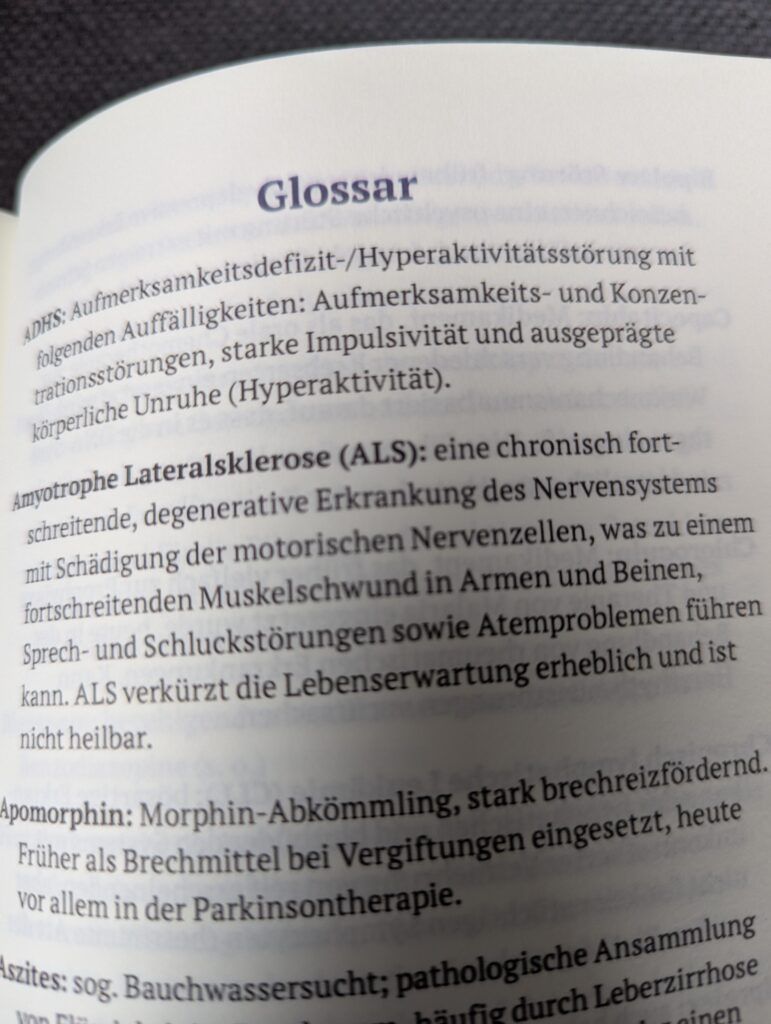 Glossar
ADHS: Aufmerksamkeitsdefizit-/Hyperaktivitätsstörung mit
folgenden Auffälligkeiten: Aufmerksamkeits- und Konzen-
trationsstörungen, starke Impulsivität und ausgeprägte
körperliche Unruhe (Hyperaktivität).
Amyotrophe Lateralsklerose (ALS): eine chronisch fort-
schreitende, degenerative Erkrankung des Nervensystems
mit Schädigung der motorischen Nervenzellen, was zu einem
fortschreitenden Muskelschwund in Armen und Beinen,
Sprech- und Schluckstörungen sowie Atemproblemen führen
kann. ALS verkürzt die Lebenserwartung erheblich und ist
nicht heilbar.
Apomorphin: Morphin-Abkömmling, stark brechreizfördernd.
Früher als Brechmittel bei Vergiftungen eingesetzt, heute
vor allem in der Parkinsontherapie.
Aszites: sog. Bauchwassersucht; pathologische Ansammlung
von häufig durch Leberzirrhose
einen